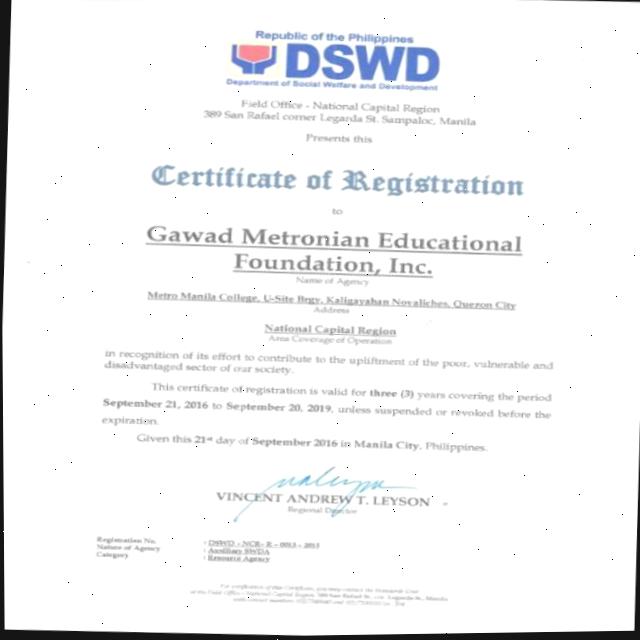 Republic of the Philippines
DSWD
Department of Social Welfare and Development
Field Office - National Capital Region
389 San Rafael corner Legarda St. Sampaloc, Manila
Presents this
Certificate of Registration
to
Gawad Metronian Educational
Foundation, Inc.
Name of Agency
Metro Manila College, U-Site Brgy. Kaligayahan Novaliches, Quezon City
Address
National Capital Region
Area Coverage of Operation
in recognition of its effort to contribute to the upliftment of the poor, vulnerable and
disadvantaged sector of our society.
This certificate of registration is valid for three (3) years covering the period
September 21, 2016 to September 20, 2019, unless suspended or revoked before the
expiration.
Given this 21st day of September 2016 in Manila City, Philippines.
VINCENT ANDREW T. LEYSON
Regional Director
Registration No. : DSWD - NCR- R -
Nature of Agency : Auxiliary SWDA
Category : Resource Agency